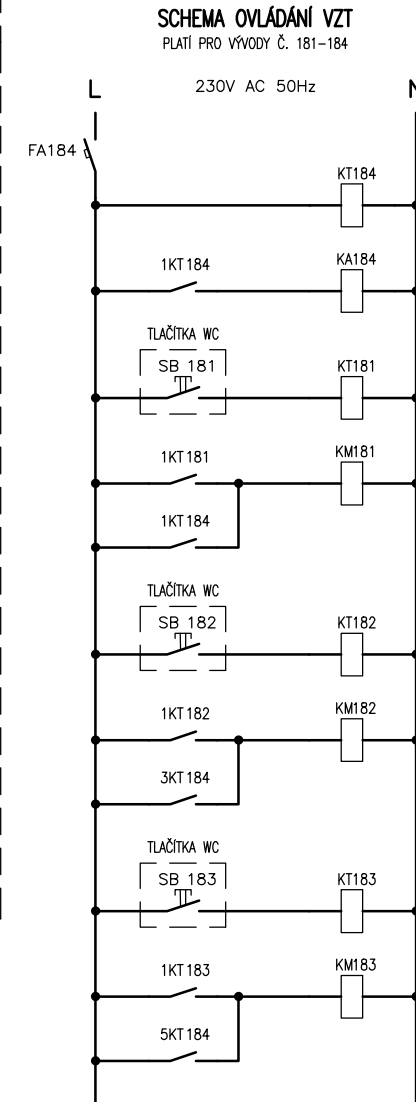 SCHEMA OVLÁDÁNÍ VZT
PLATÍ PRO VÝVODY Č. 181-184
L 230V AC 50Hz N
FA184
KT184
1KT184 KA184
TLAČÍTKA WC
SB 181 KT181
1KT181 KM181
1KT184
TLAČÍTKA WC
SB 182 KT182
1KT182 KM182
3KT184
TLAČÍTKA WC
SB 183 KT183
1KT183 KM183
5KT184